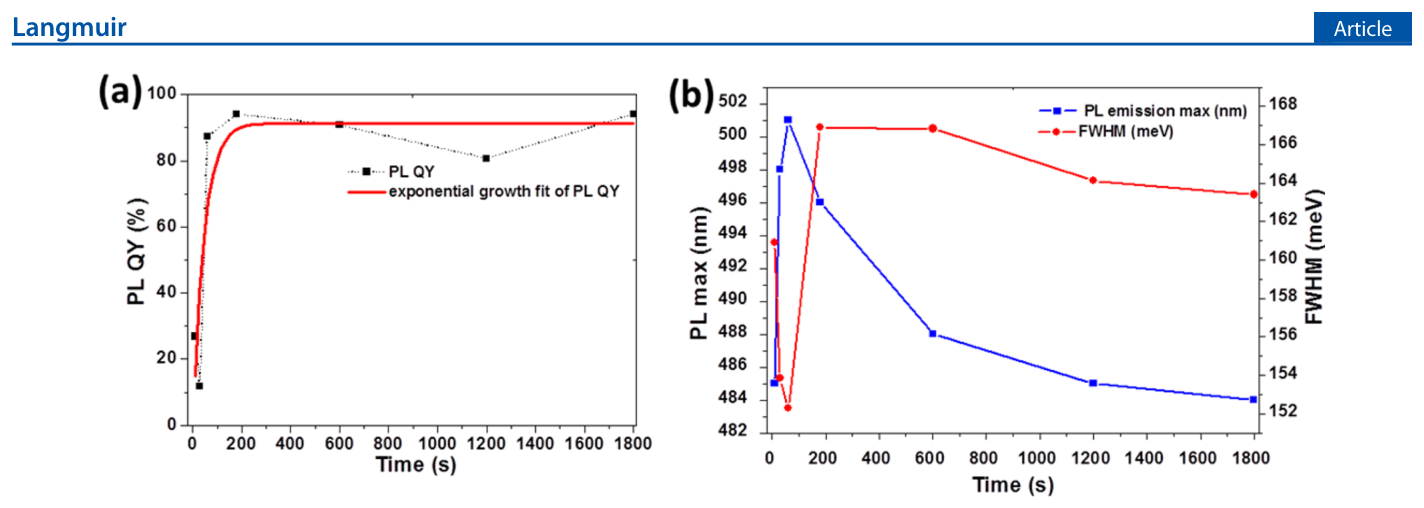 Langmuir
Article
(a)
100
80
60
40
20
0
PL QY (%)
PL QY
exponential growth fit of PL QY
0 200 400 600 800 1000 1200 1400 1600 1800
Time (s)
(b)
502
500
498
496
494
492
490
488
486
484
482
PL max (nm)
PL emission max (nm)
FWHM (meV)
168
166
164
162
160
158
156
154
152
FWHM (meV)
0 200 400 600 800 1000 1200 1400 1600 1800
Time (s)